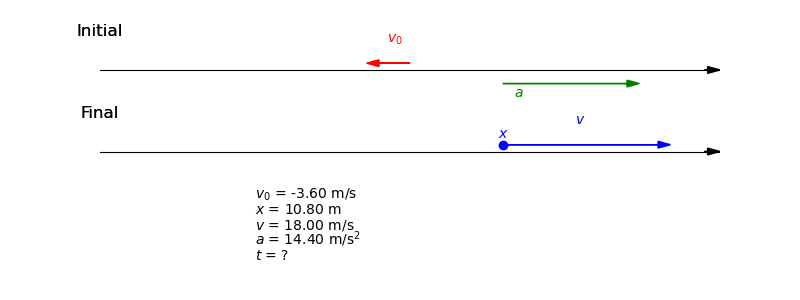 Initial
v₀
a
Final
v
x
v₀ = -3.60 m/s
x = 10.80 m
v = 18.00 m/s
a = 14.40 m/s²
t = ?